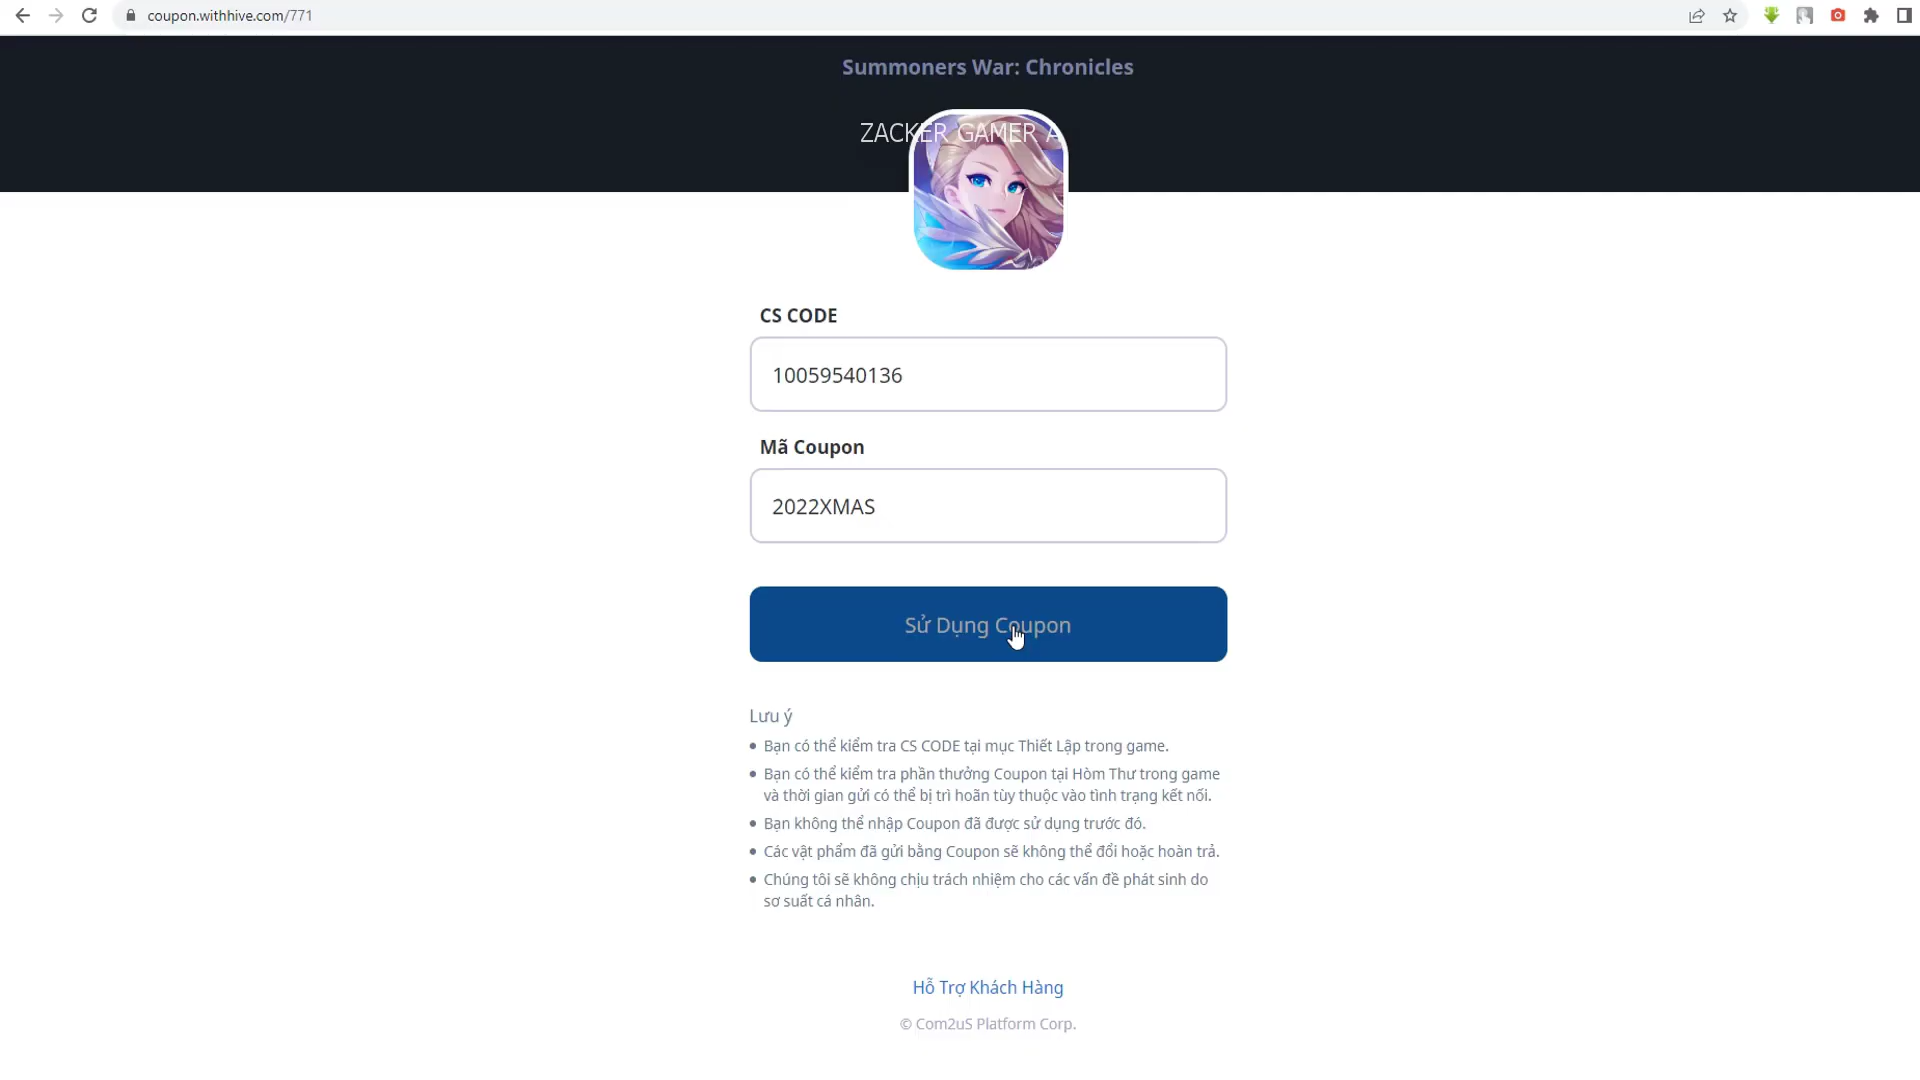 coupon.withhive.com/771
Summoners War: Chronicles
ZACKER GAMER A
CS CODE
10059540136
Mã Coupon
2022XMAS
Sử Dụng Coupon
Lưu ý
Bạn có thể kiểm tra CS CODE tại mục Thiết Lập trong game.
Bạn có thể kiểm tra phần thưởng Coupon tại Hòm Thư trong game
và thời gian gửi có thể bị trì hoãn tùy thuộc vào tình trạng kết nối.
Bạn không thể nhập Coupon đã được sử dụng trước đó.
Các vật phẩm đã gửi bằng Coupon sẽ không thể đổi hoặc hoàn trả.
Chúng tôi sẽ không chịu trách nhiệm cho các vấn đề phát sinh do
sơ suất cá nhân.
Hỗ Trợ Khách Hàng
© Com2uS Platform Corp.